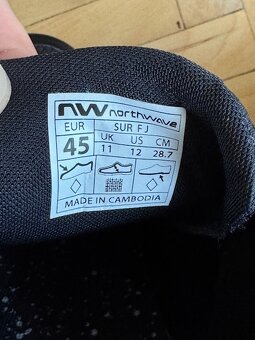 nw northwave
EUR SUR F J
45 UK US CM
11 12 28.7
MADE IN CAMBODIA